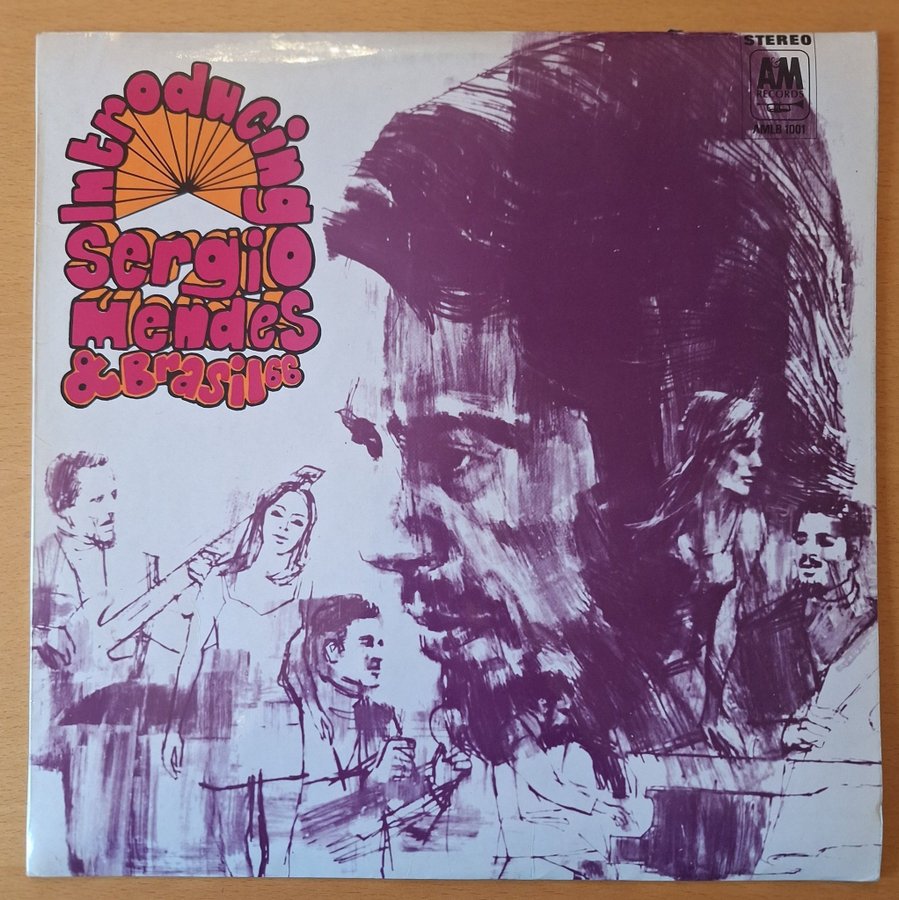 Introducing
Sergio
Mendes
& Brasil 66
STEREO
A&M
RECORDS
AMLB 1001